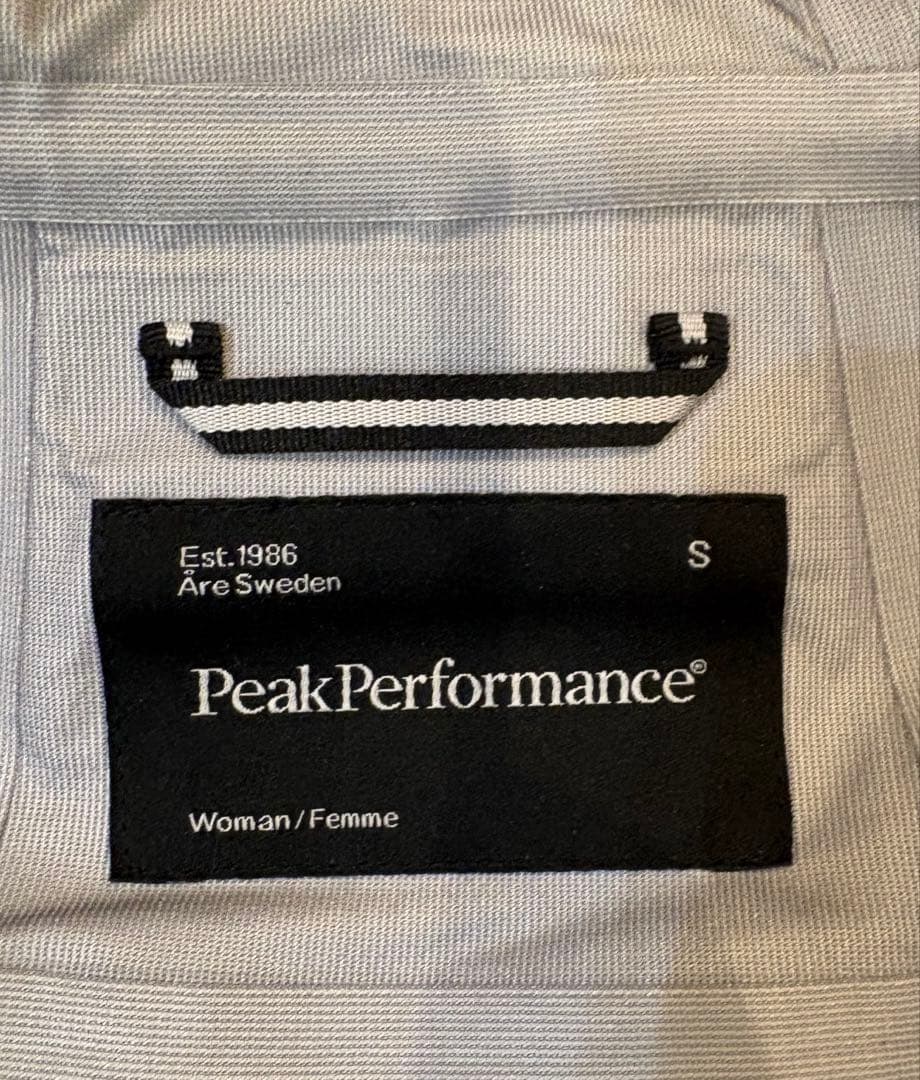 Est.1986
S
Åre Sweden
PeakPerformance®
Woman/Femme